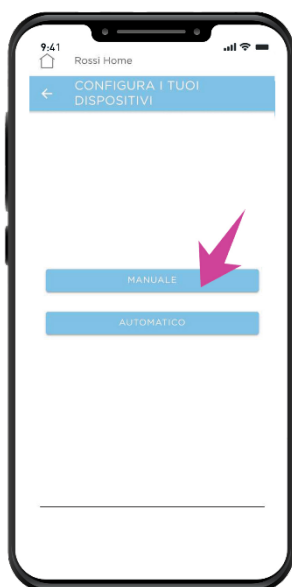 9:41
Rossi Home
CONFIGURA I TUOI
DISPOSITIVI
MANUALE
AUTOMATICO